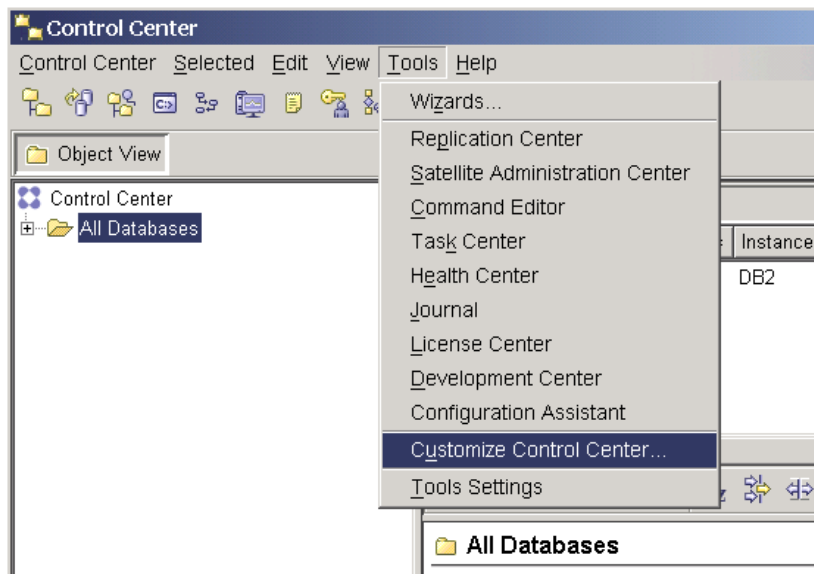 Control Center
Control Center Selected Edit View Tools Help
Object View
Control Center
All Databases
Wizards...
Replication Center
Satellite Administration Center
Command Editor
Task Center
Health Center
Journal
License Center
Development Center
Configuration Assistant
Customize Control Center...
Tools Settings
Instance
DB2
All Databases